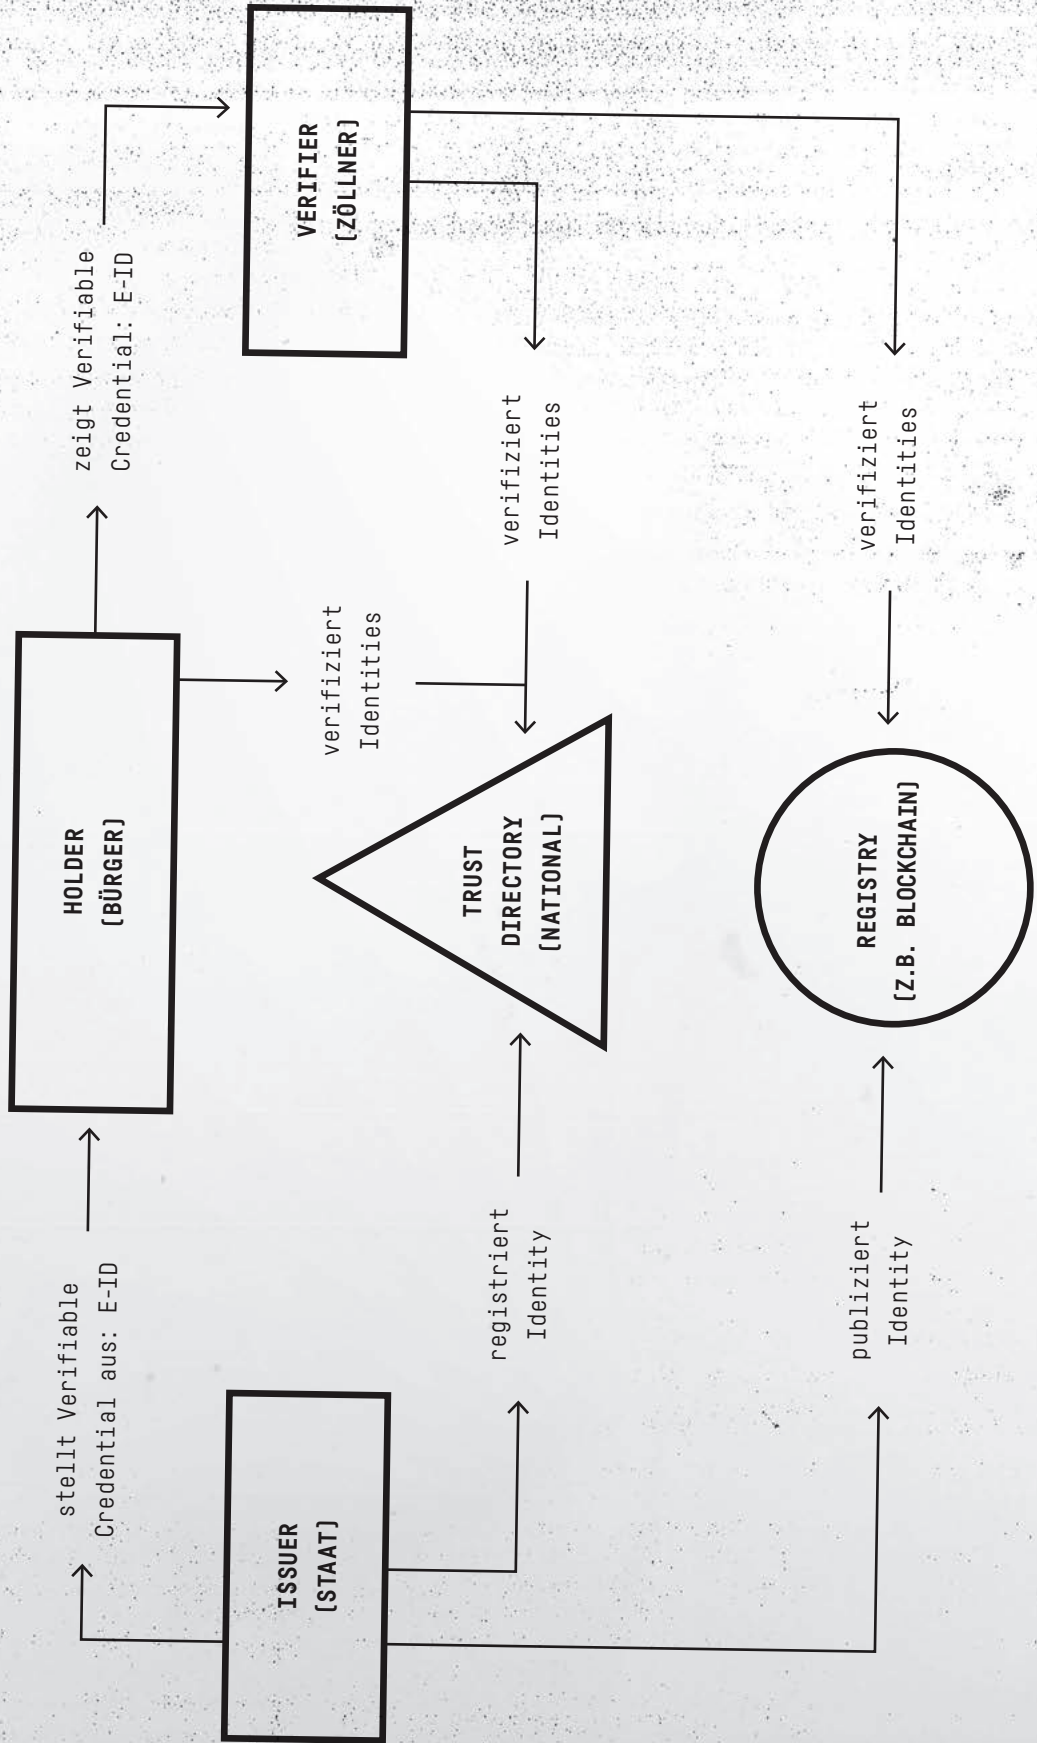 stellt Verifiable
Credential aus: E-ID
HOLDER
(BÜRGER)
zeigt Verifiable
Credential: E-ID
ISSUER
(STAAT)
verifiziert
Identities
VERIFIER
(ZÖLLNER)
registriert
Identity
TRUST
DIRECTORY
(NATIONAL)
verifiziert
Identities
publiziert
Identity
REGISTRY
(Z.B. BLOCKCHAIN)
verifiziert
Identities